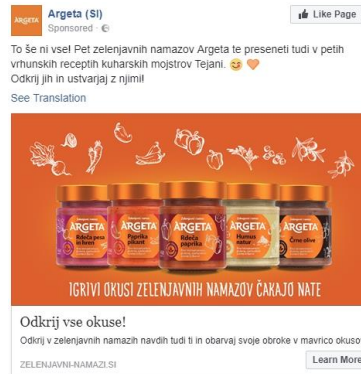 ARGETA
Argeta (SI)
Sponsored ·
Like Page
To še ni vse! Pet zelenjavnih namazov Argeta te preseneti tudi v petih
vrhunskih receptih kuharskih mojstrov Tejani. 😋 🧡
Odkrij jih in ustvarjaj z njimi!
See Translation
ARGETA ARGETA ARGETA ARGETA ARGETA
Rdeča pesa
in hren
Paprika
pikant
Rdeča
paprika
Humus
natur
Črne olive
IGRIVI OKUSI ZELENJAVNIH NAMAZOV ČAKAJO NATE
Odkrij vse okuse!
Odkrij v zelenjavnih namazih navdih tudi ti in obarvaj svoje obroke v mavrico okusov
ZELENJAVNI-NAMAZI.SI
Learn More